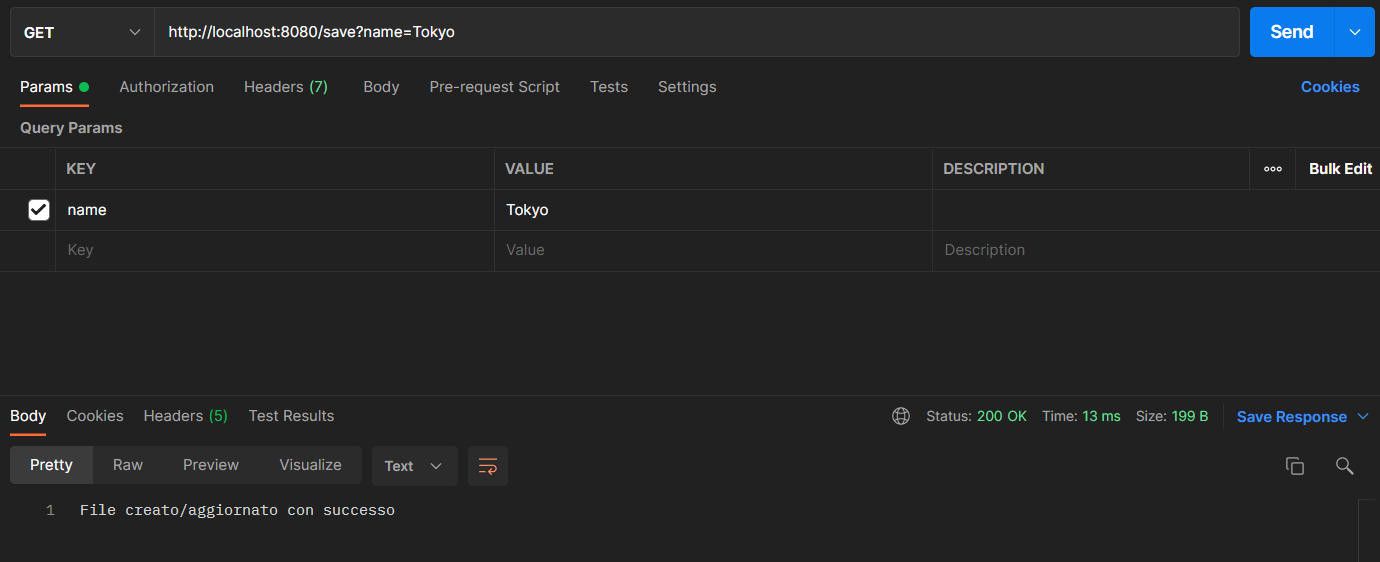 GET http://localhost:8080/save?name=Tokyo Send
Params Authorization Headers (7) Body Pre-request Script Tests Settings Cookies
Query Params
KEY VALUE DESCRIPTION ooo Bulk Edit
name Tokyo
Key Value Description
Body Cookies Headers (5) Test Results Status: 200 OK Time: 13 ms Size: 199 B Save Response
Pretty Raw Preview Visualize Text
1 File creato/aggiornato con successo